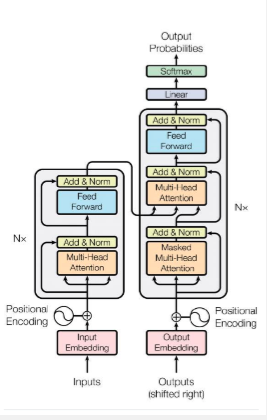 Output
Probabilities
Softmax
Linear
Add & Norm
Feed
Forward
Add & Norm
Multi-Head
Attention
Add & Norm
Masked
Multi-Head
Attention
N×
Positional
Encoding
Output
Embedding
Outputs
(shifted right)
Add & Norm
Feed
Forward
Add & Norm
Multi-Head
Attention
N×
Positional
Encoding
Input
Embedding
Inputs